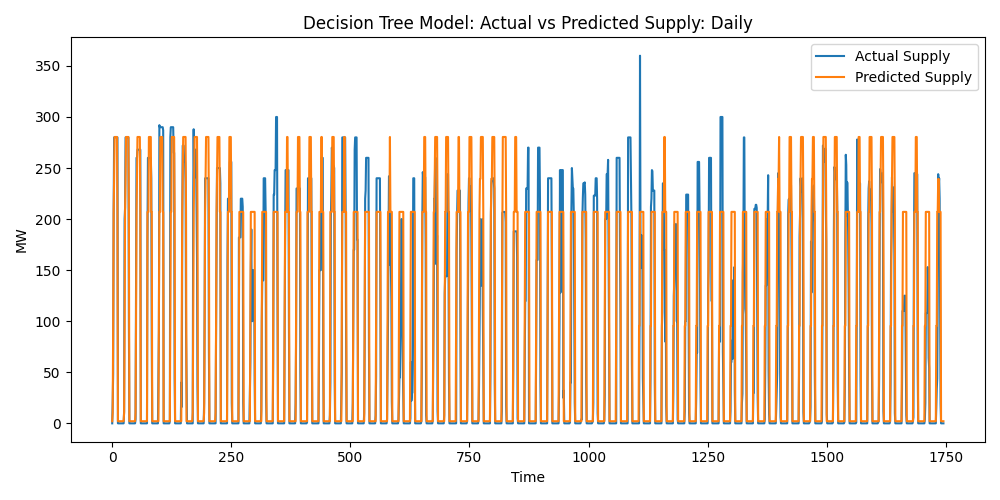 Decision Tree Model: Actual vs Predicted Supply: Daily
Actual Supply
Predicted Supply
MW
350
300
250
200
150
100
50
0
0 250 500 750 1000 1250 1500 1750
Time